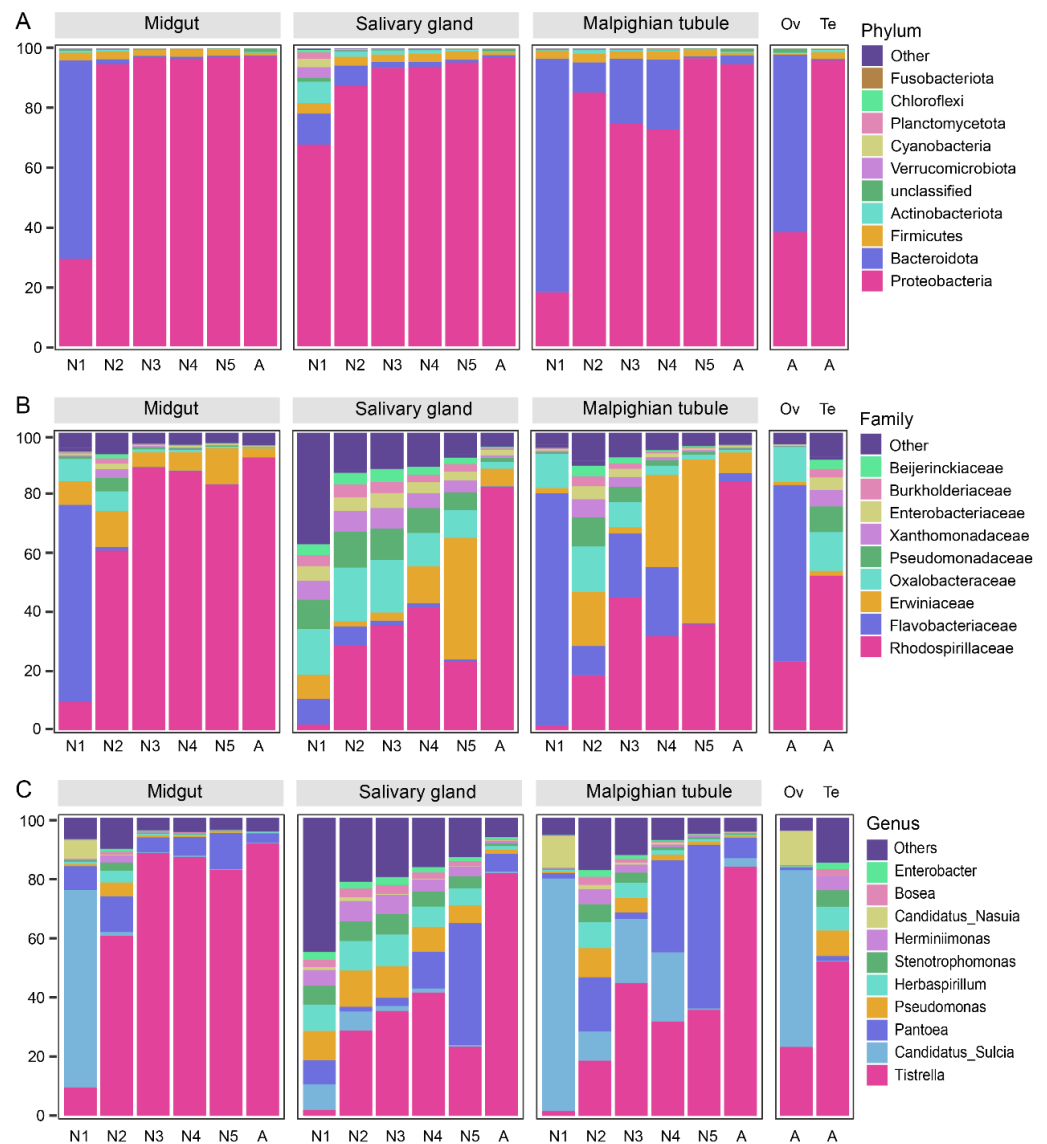 A
Midgut
Salivary gland
Malpighian tubule
Ov
Te
100
80
60
40
20
0
N1 N2 N3 N4 N5 A
N1 N2 N3 N4 N5 A
N1 N2 N3 N4 N5 A
A A
Phylum
Other
Fusobacteriota
Chloroflexi
Planctomycetota
Cyanobacteria
Verrucomicrobiota
unclassified
Actinobacteriota
Firmicutes
Bacteroidota
Proteobacteria
B
Midgut
Salivary gland
Malpighian tubule
Ov
Te
100
80
60
40
20
0
N1 N2 N3 N4 N5 A
N1 N2 N3 N4 N5 A
N1 N2 N3 N4 N5 A
A A
Family
Other
Beijerinckiaceae
Burkholderiaceae
Enterobacteriaceae
Xanthomonadaceae
Pseudomonadaceae
Oxalobacteraceae
Erwiniaceae
Flavobacteriaceae
Rhodospirillaceae
C
Midgut
Salivary gland
Malpighian tubule
Ov
Te
100
80
60
40
20
0
N1 N2 N3 N4 N5 A
N1 N2 N3 N4 N5 A
N1 N2 N3 N4 N5 A
A A
Genus
Others
Enterobacter
Bosea
Candidatus_Nasuia
Herminiimonas
Stenotrophomonas
Herbaspirillum
Pseudomonas
Pantoea
Candidatus_Sulcia
Tistrella